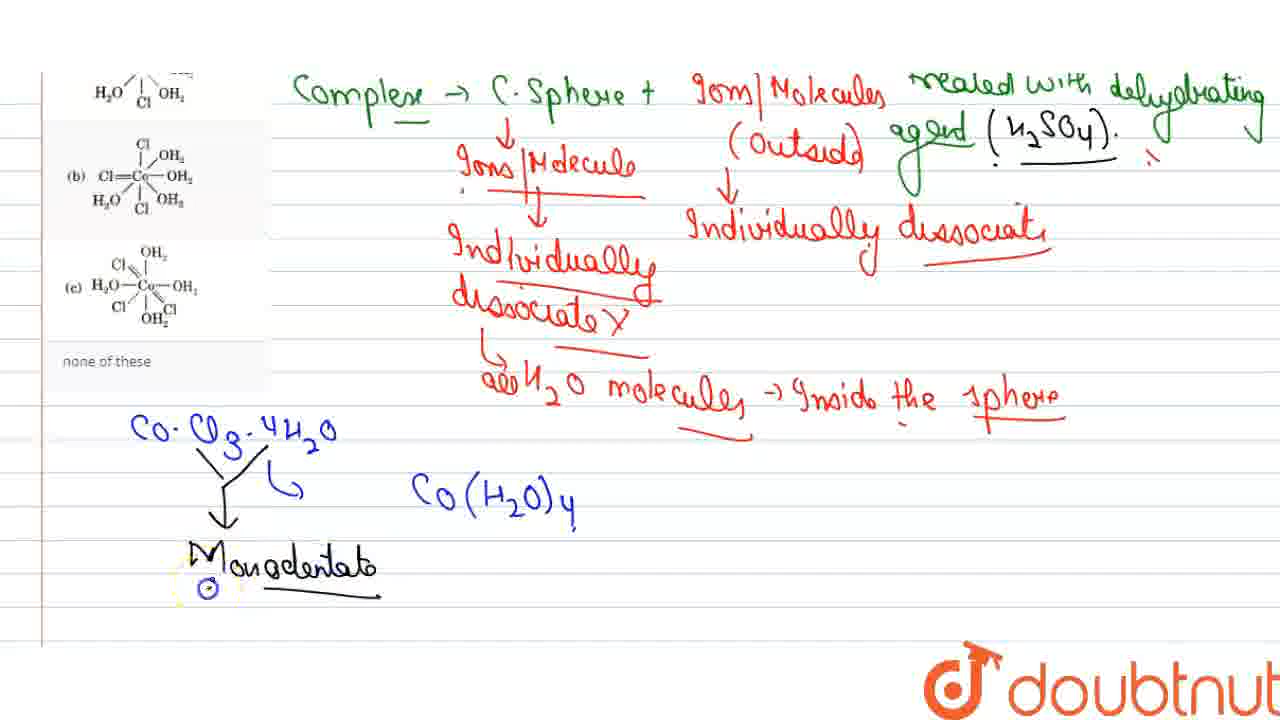 H₂O Cl OH₂
Complex → C. Sphere + Ions/Molecules
(outside)
treated with dehydrating
agent (H₂SO₄).
Ions/Molecule
Individually dissociate
Individually
dissociate X
all H₂O molecules → Inside the sphere
Cl
OH₂
(b) Cl=Co—OH₂
H₂O Cl OH₂
OH₂
Cl
(c) H₂O—Co—OH₂
Cl OH₂ Cl
none of these
Co.Cl₃.4H₂O
Co(H₂O)₄
Monodentate
doubtnut